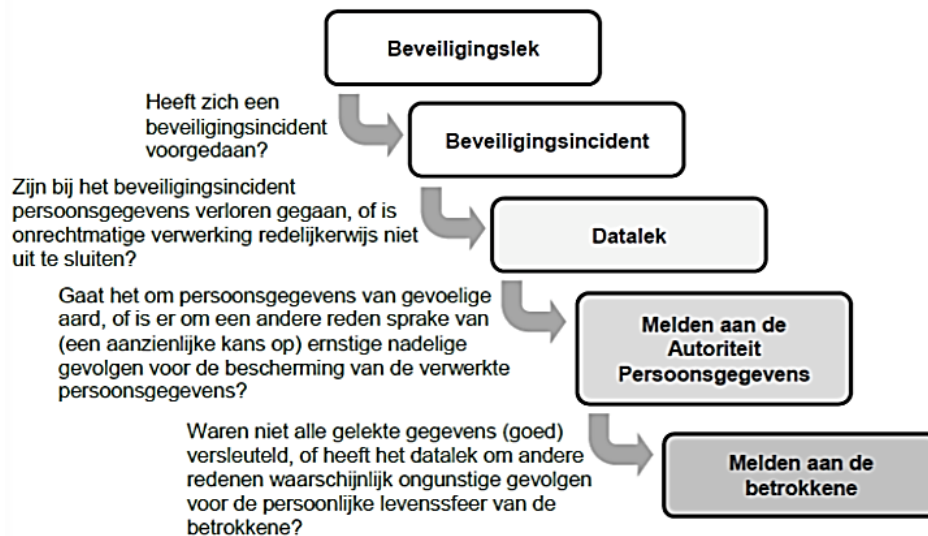 Beveiligingslek
Heeft zich een
beveiligingsincident
voorgedaan?
Beveiligingsincident
Zijn bij het beveiligingsincident
persoonsgegevens verloren gegaan, of is
onrechtmatige verwerking redelijkerwijs niet
uit te sluiten?
Datalek
Gaat het om persoonsgegevens van gevoelige
aard, of is er om een andere reden sprake van
(een aanzienlijke kans op) ernstige nadelige
gevolgen voor de bescherming van de verwerkte
persoonsgegevens?
Melden aan de
Autoriteit
Persoonsgegevens
Waren niet alle gelekte gegevens (goed)
versleuteld, of heeft het datalek om andere
redenen waarschijnlijk ongunstige gevolgen
voor de persoonlijke levenssfeer van de
betrokkene?
Melden aan de
betrokkene